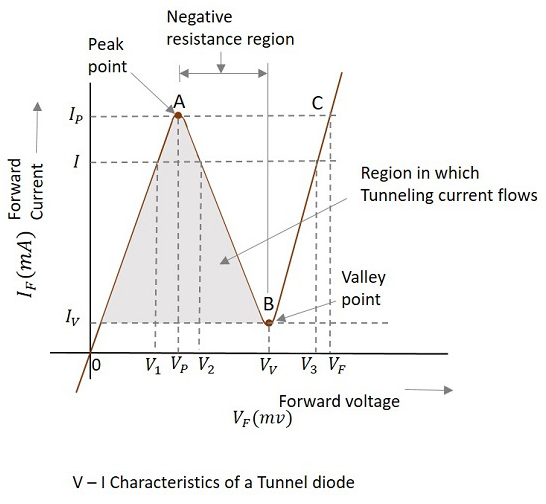 Negative
resistance region
Peak
point
A
C
I_P
I
Forward
Current
I_F(mA)
Region in which
Tunneling current flows
B
Valley
point
I_V
0
V_1
V_P
V_2
V_V
V_3
V_F
Forward voltage
V_F(mv)
V – I Characteristics of a Tunnel diode